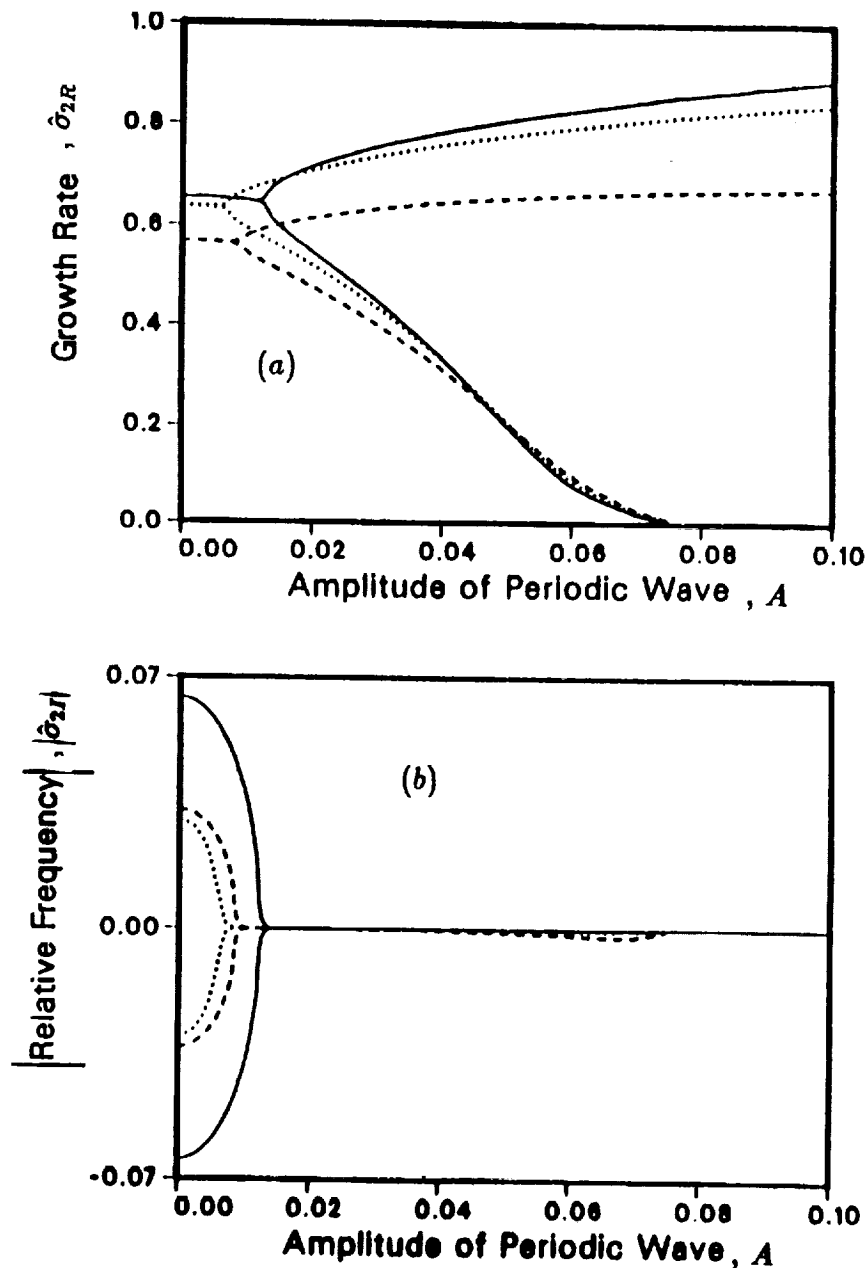 1.0
0.8
0.6
0.4
0.2
0.0
Growth Rate , σ̂2R
(a)
0.00 0.02 0.04 0.06 0.08 0.10
Amplitude of Periodic Wave , A
0.07
0.00
-0.07
|Relative Frequency|, |σ̂2I|
(b)
0.00 0.02 0.04 0.06 0.08 0.10
Amplitude of Periodic Wave , A